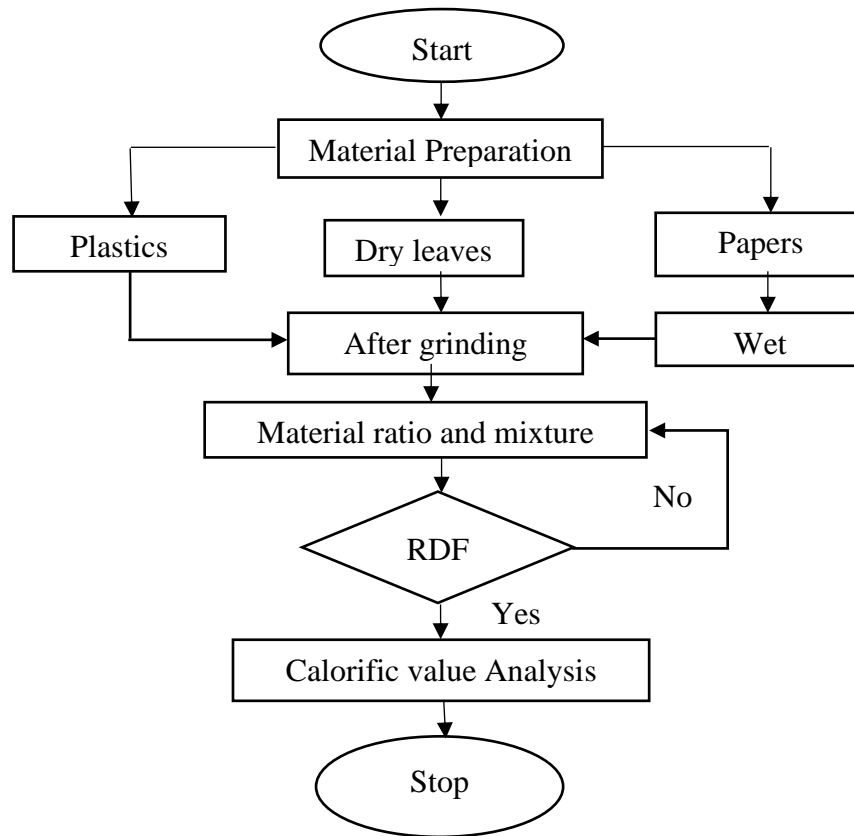 Start
Material Preparation
Plastics
Dry leaves
Papers
After grinding
Wet
Material ratio and mixture
No
RDF
Yes
Calorific value Analysis
Stop